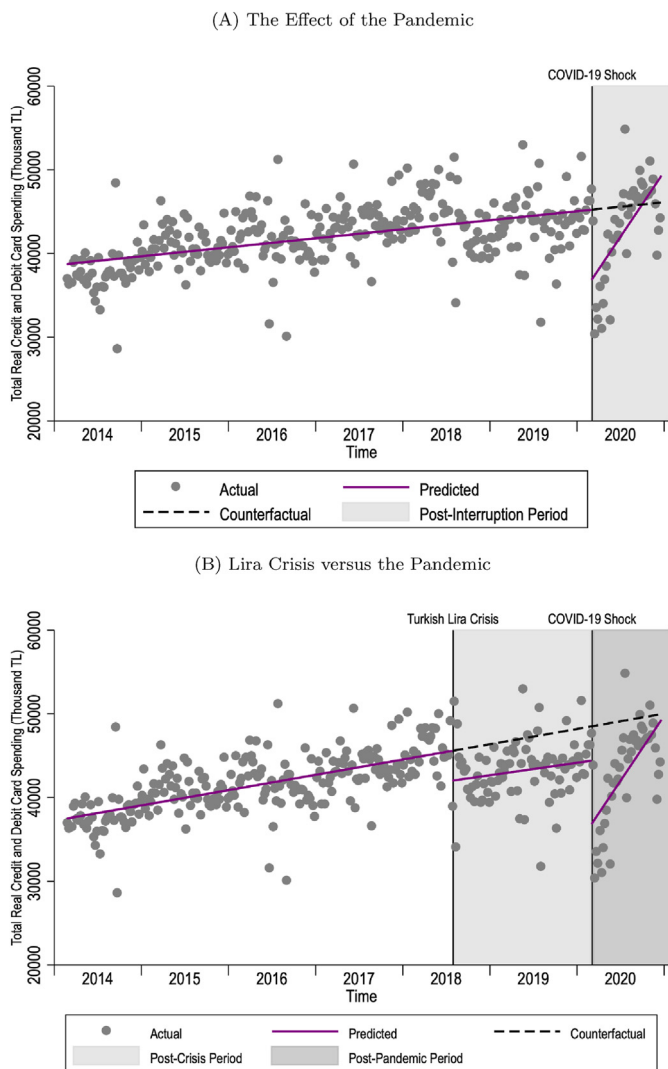 (A) The Effect of the Pandemic
COVID-19 Shock
Total Real Credit and Debit Card Spending (Thousand TL)
60000
50000
40000
30000
20000
2014 2015 2016 2017 2018 2019 2020
Time
Actual Predicted
Counterfactual Post-Interruption Period
(B) Lira Crisis versus the Pandemic
Turkish Lira Crisis COVID-19 Shock
Total Real Credit and Debit Card Spending (Thousand TL)
60000
50000
40000
30000
20000
2014 2015 2016 2017 2018 2019 2020
Time
Actual Predicted Counterfactual
Post-Crisis Period Post-Pandemic Period